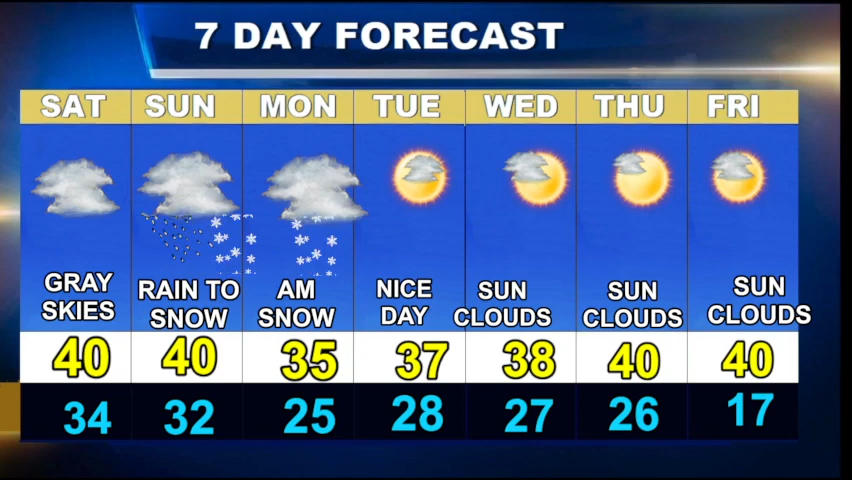 7 DAY FORECAST
SAT SUN MON TUE WED THU FRI
GRAY SKIES
RAIN TO SNOW
AM SNOW
NICE DAY
SUN CLOUDS
SUN CLOUDS
SUN CLOUDS
40 40 35 37 38 40 40
34 32 25 28 27 26 17